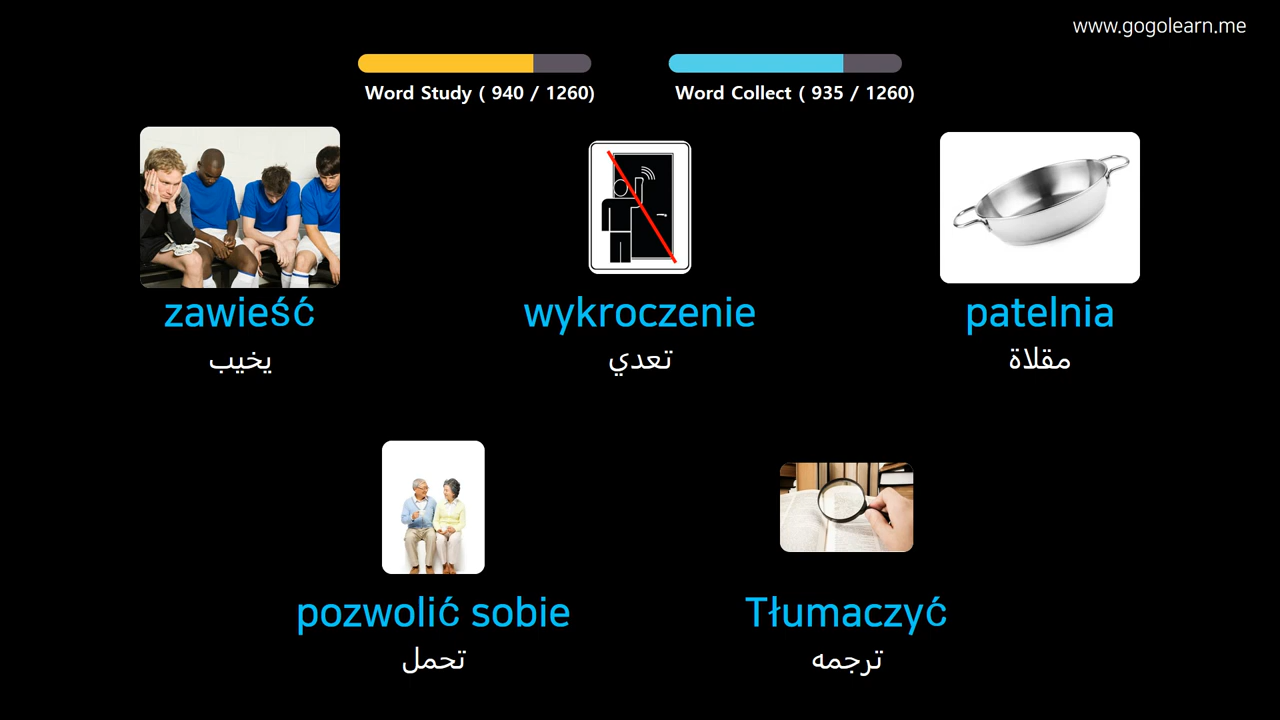 www.gogolearn.me
Word Study ( 940 / 1260)
Word Collect ( 935 / 1260)
zawieść
wykroczenie
patelnia
يخيب
تعدي
مقلاة
pozwolić sobie
Tłumaczyć
تحمل
ترجمه